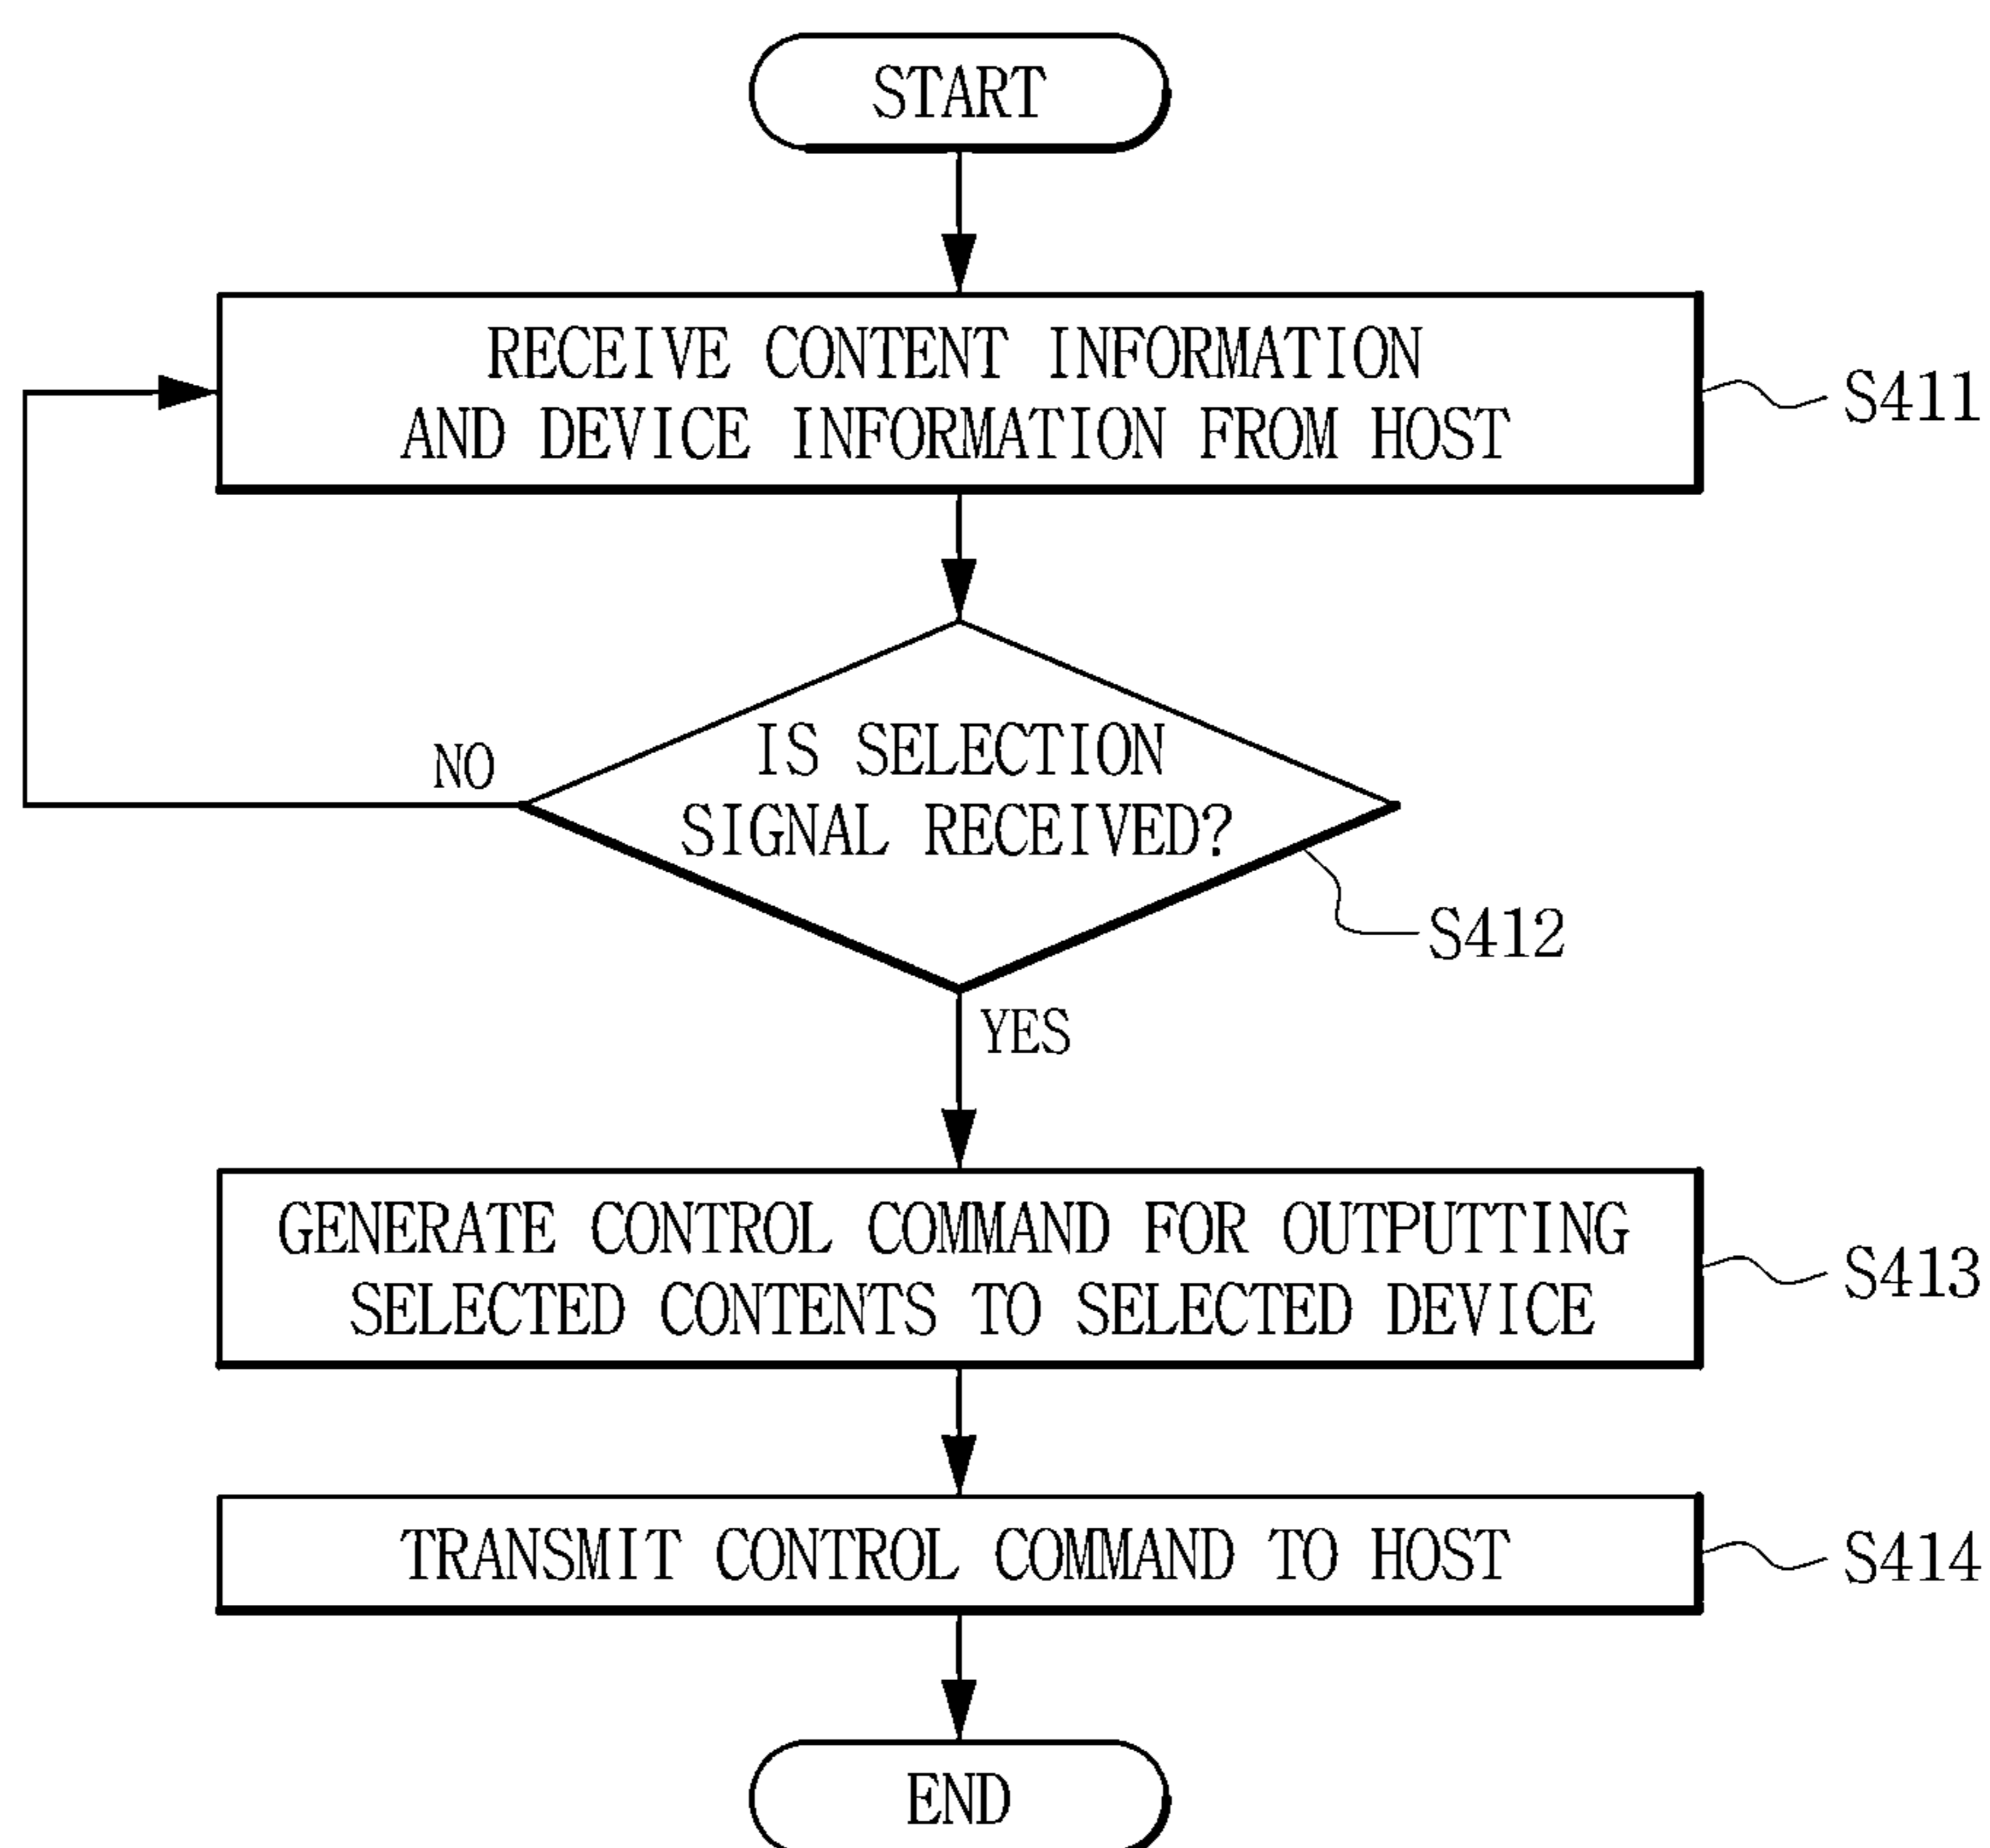 START
RECEIVE CONTENT INFORMATION
AND DEVICE INFORMATION FROM HOST
S411
IS SELECTION
SIGNAL RECEIVED?
NO
S412
YES
GENERATE CONTROL COMMAND FOR OUTPUTTING
SELECTED CONTENTS TO SELECTED DEVICE
S413
TRANSMIT CONTROL COMMAND TO HOST
S414
END